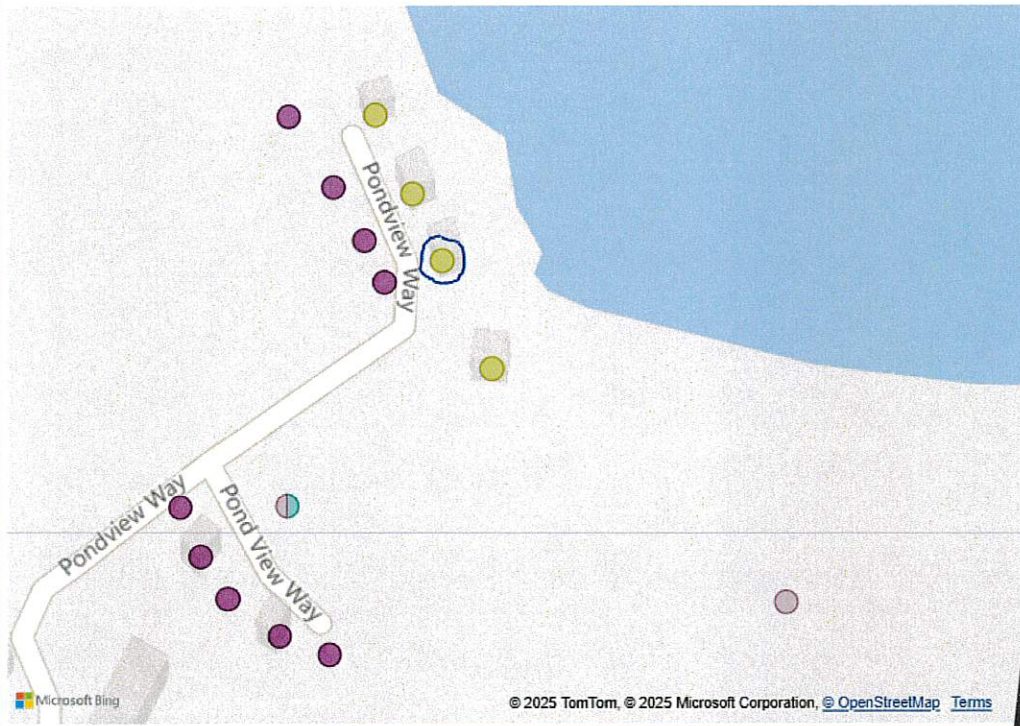 Pondview Way
Pondview Way
Pond View Way
Microsoft Bing
© 2025 TomTom, © 2025 Microsoft Corporation, © OpenStreetMap Terms